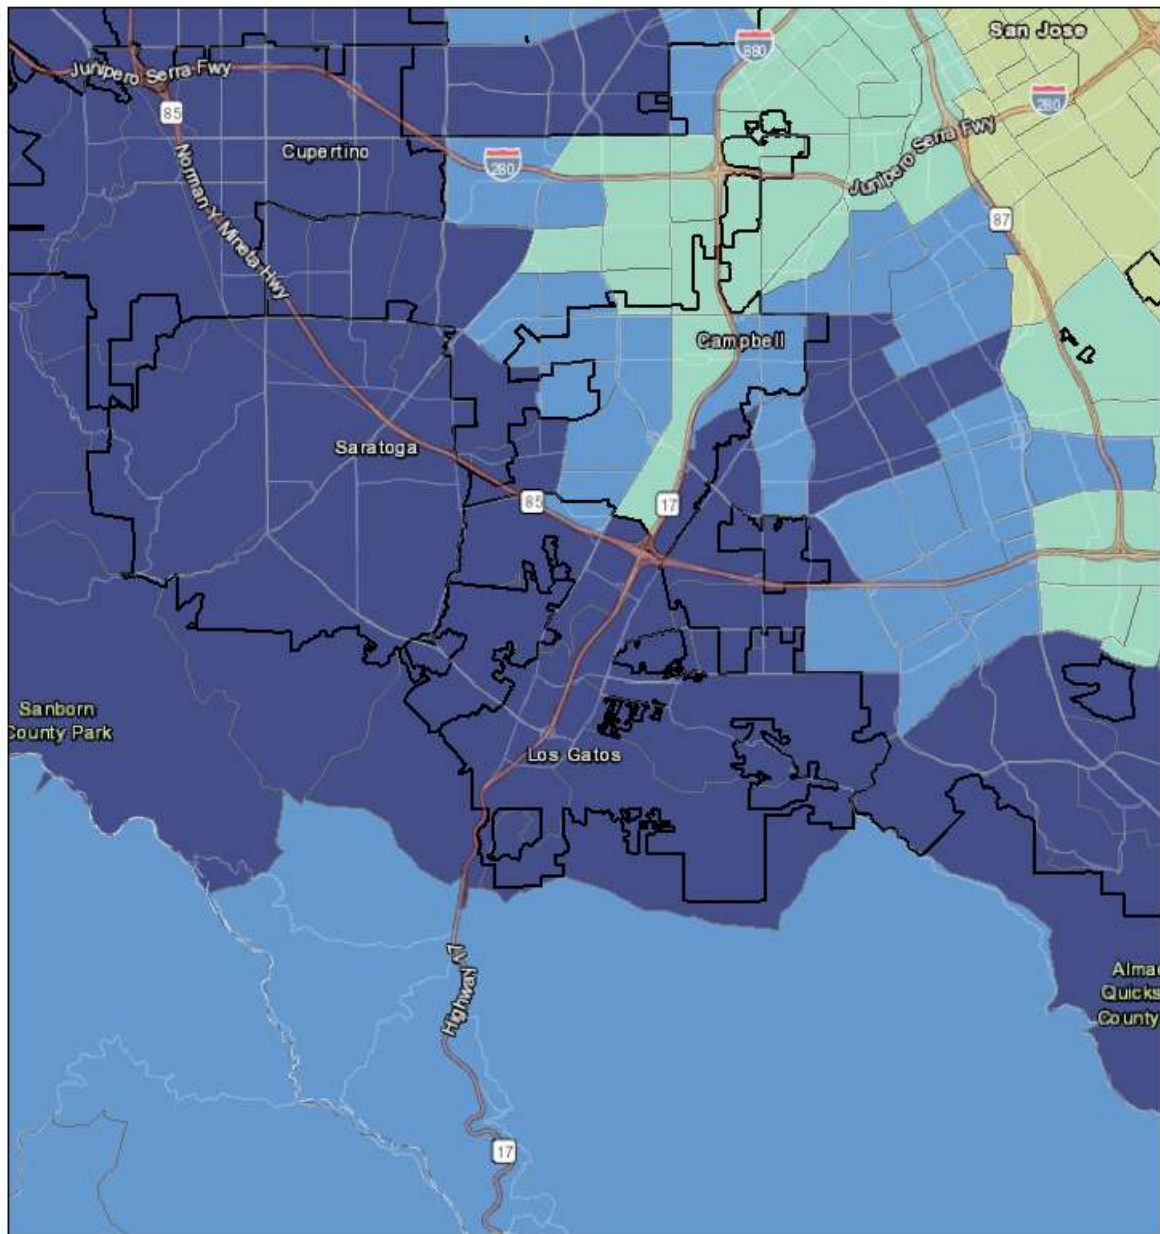 880
San Jose
Junipero Serra Fwy
280
85
Junipero Serra Fwy
Cupertino
280
Norman Y Mineta Hwy
87
Campbell
Saratoga
85
17
Sanborn
County Park
Los Gatos
Highway 17
Quicks
County
17